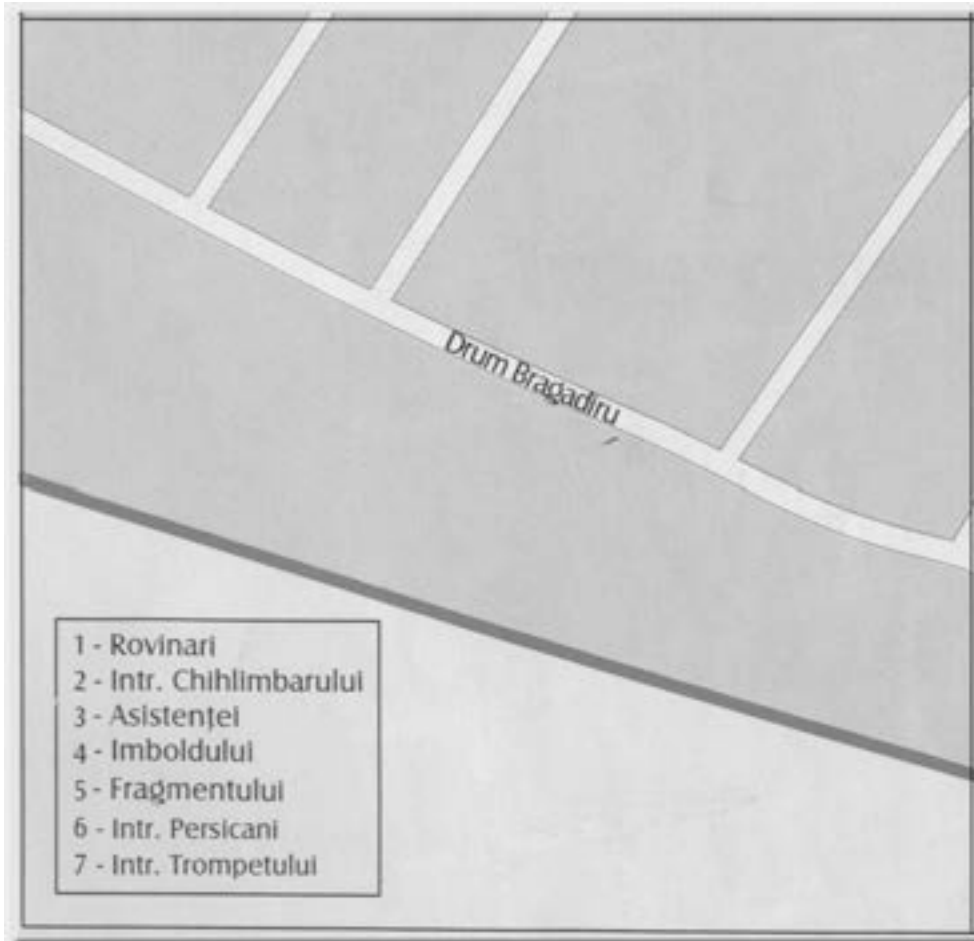 Drum Bragadiru
1 - Rovinari
2 - Intr. Chihlimbarului
3 - Asistenței
4 - Imboldului
5 - Fragmentului
6 - Intr. Persicani
7 - Intr. Trompetului